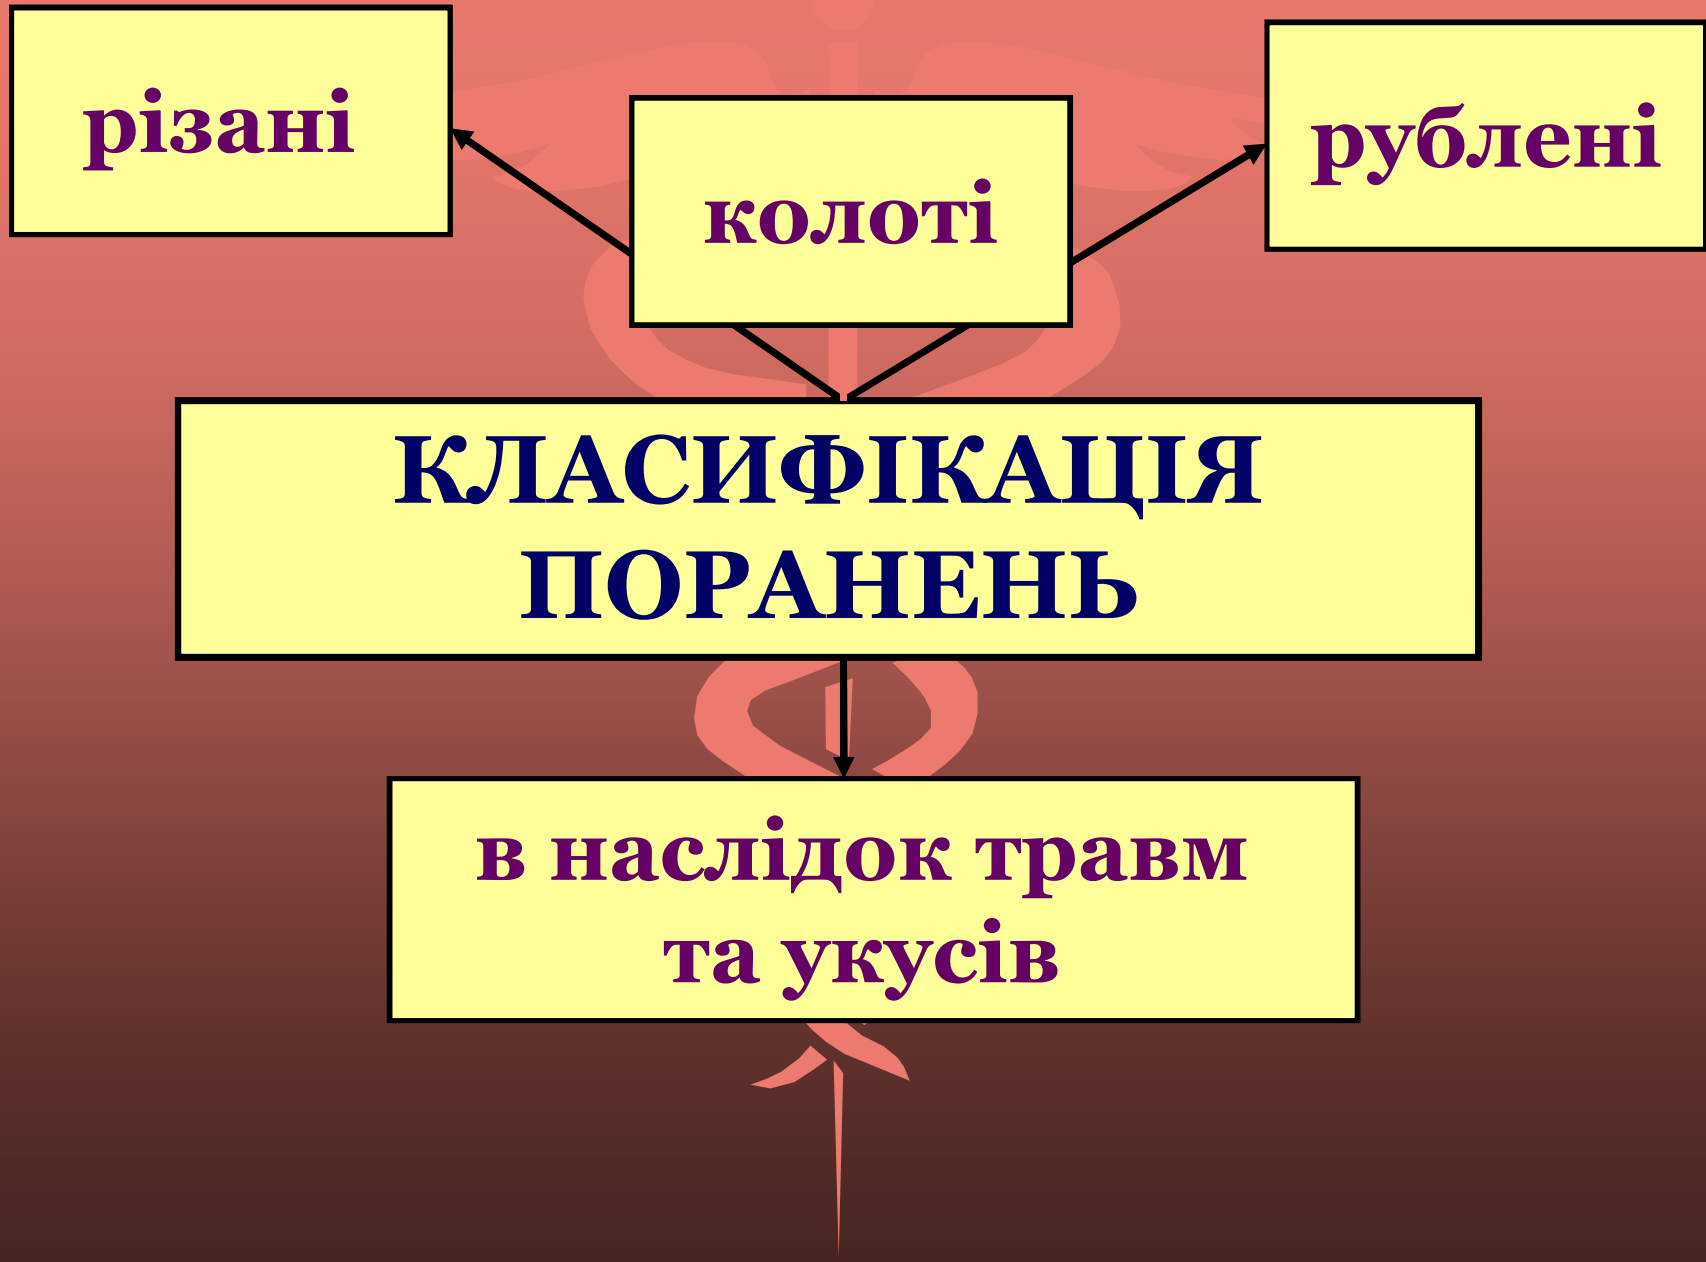 різані
колоті
рублені
КЛАСИФІКАЦІЯ
ПОРАНЕНЬ
в наслідок травм
та укусів